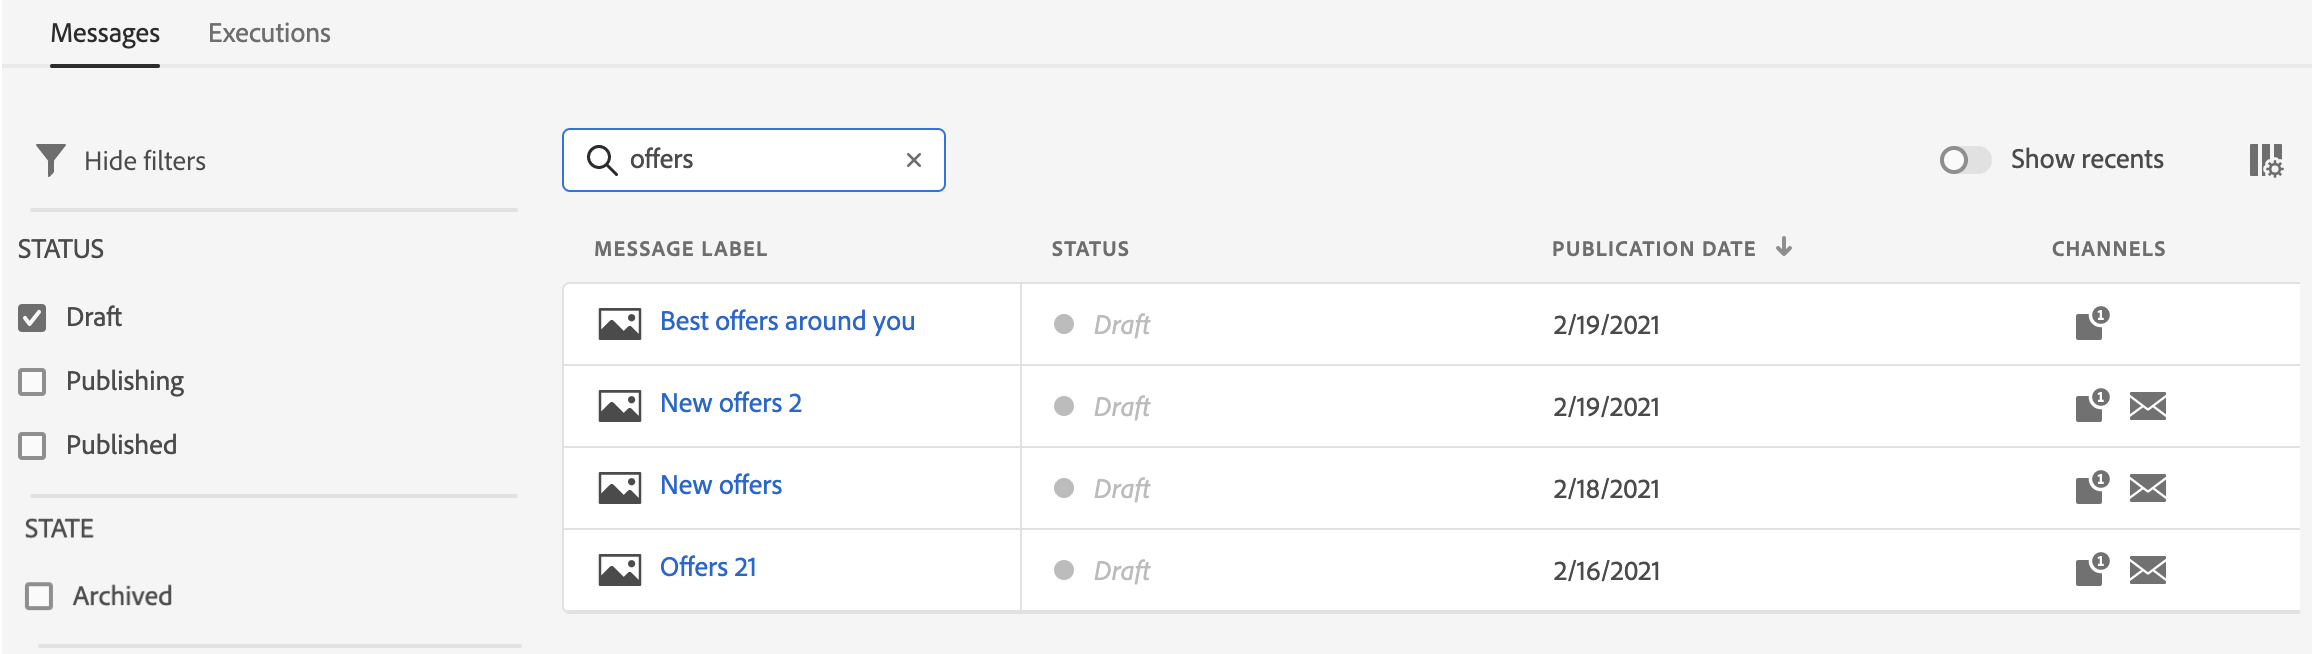 Messages Executions
Hide filters
offers
Show recents
STATUS
Draft
Publishing
Published
STATE
Archived
MESSAGE LABEL STATUS PUBLICATION DATE CHANNELS
Best offers around you Draft 2/19/2021 1
New offers 2 Draft 2/19/2021 1
New offers Draft 2/18/2021 1
Offers 21 Draft 2/16/2021 1